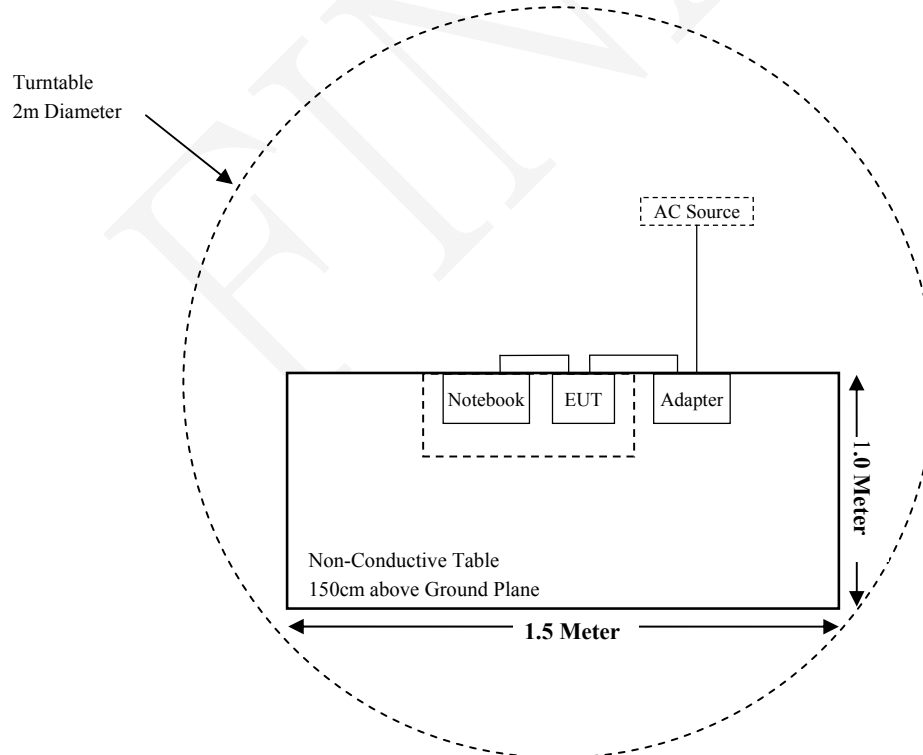 Turntable
2m Diameter
AC Source
Notebook
EUT
Adapter
1.0 Meter
Non-Conductive Table
150cm above Ground Plane
1.5 Meter